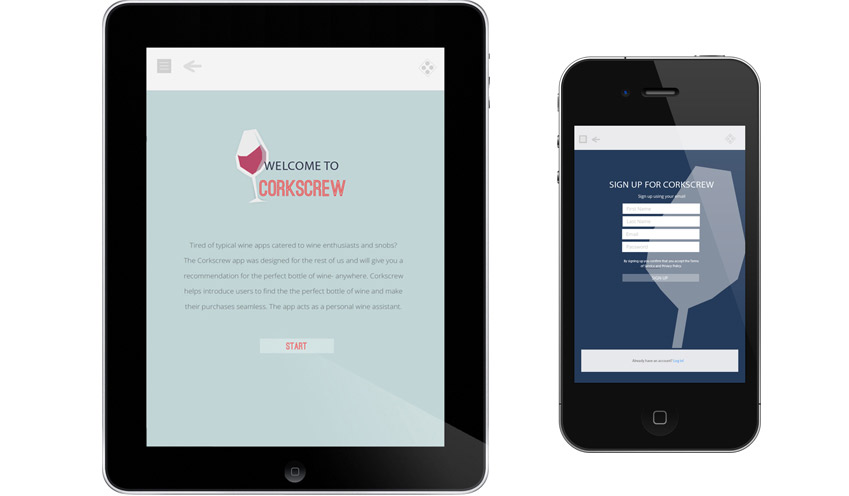 WELCOME TO
CORKSCREW
Tired of typical wine apps catered to wine enthusiasts and snobs?
The Corkscrew app was designed for the rest of us and will give you a
recommendation for the perfect bottle of wine- anywhere. Corkscrew
helps introduce users to find the the perfect bottle of wine and make
their purchases seamless. The app acts as a personal wine assistant.
START
SIGN UP FOR CORKSCREW
Sign up using your email
First Name
Last Name
Email
Password
By signing up you confirm that you accept the Terms
of Service and Privacy Policy.
SIGN UP
Already have an account? Log In